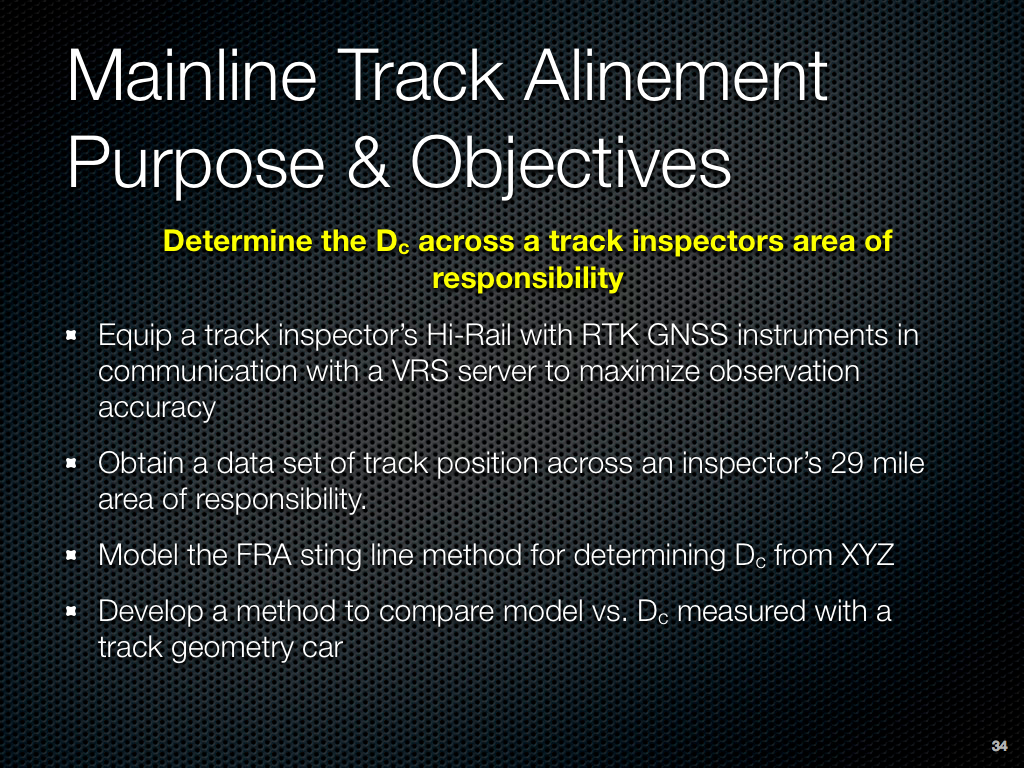 Mainline Track Alinement
Purpose & Objectives
Determine the Dc across a track inspectors area of
responsibility
Equip a track inspector’s Hi-Rail with RTK GNSS instruments in
communication with a VRS server to maximize observation
accuracy
Obtain a data set of track position across an inspector’s 29 mile
area of responsibility.
Model the FRA sting line method for determining Dc from XYZ
Develop a method to compare model vs. Dc measured with a
track geometry car
34